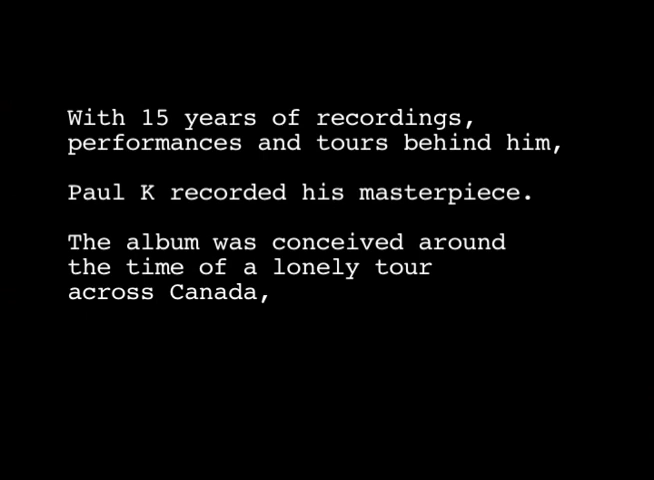 With 15 years of recordings,
performances and tours behind him,
Paul K recorded his masterpiece.
The album was conceived around
the time of a lonely tour
across Canada,